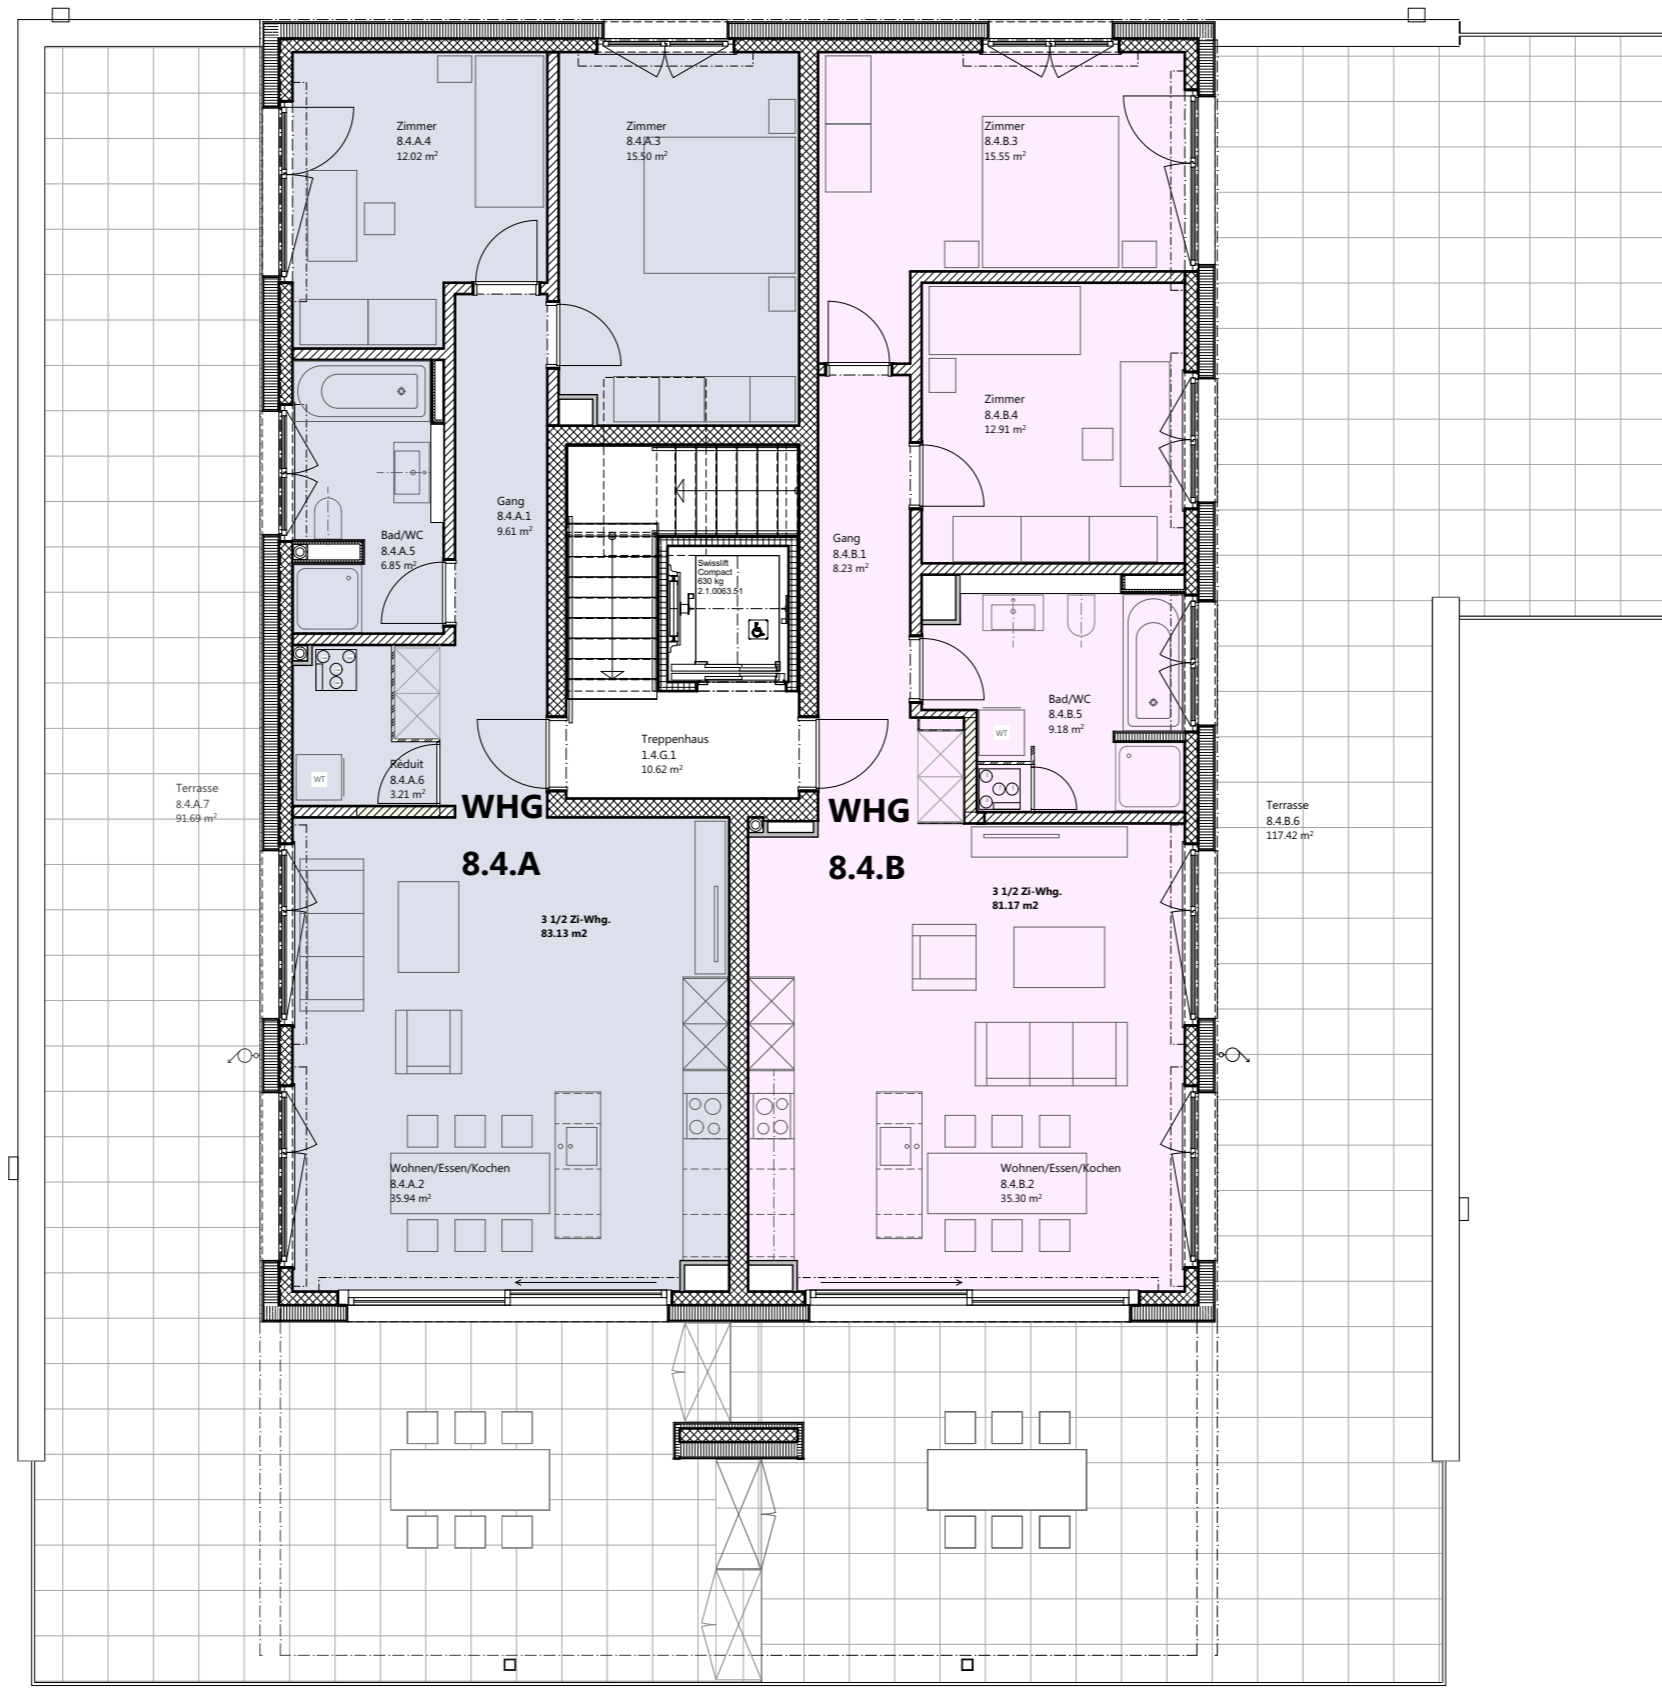 Zimmer
8.4.A.4
12.02 m²
Zimmer
8.4.A.3
15.50 m²
Zimmer
8.4.B.3
15.55 m²
Zimmer
8.4.B.4
12.91 m²
Gang
8.4.A.1
9.61 m²
Bad/WC
8.4.A.5
6.85 m²
Gang
8.4.B.1
8.23 m²
Swisslift
Compact
630 kg
2.1.0063.5-1
Bad/WC
8.4.B.5
9.18 m²
WT
Treppenhaus
1.4.G.1
10.62 m²
Réduit
8.4.A.6
3.21 m²
WT
Terrasse
8.4.A.7
91.69 m²
Terrasse
8.4.B.6
117.42 m²
WHG
8.4.A
WHG
8.4.B
3 1/2 Zi-Whg.
83.13 m2
3 1/2 Zi-Whg.
81.17 m2
Wohnen/Essen/Kochen
8.4.A.2
35.94 m²
Wohnen/Essen/Kochen
8.4.B.2
35.30 m²